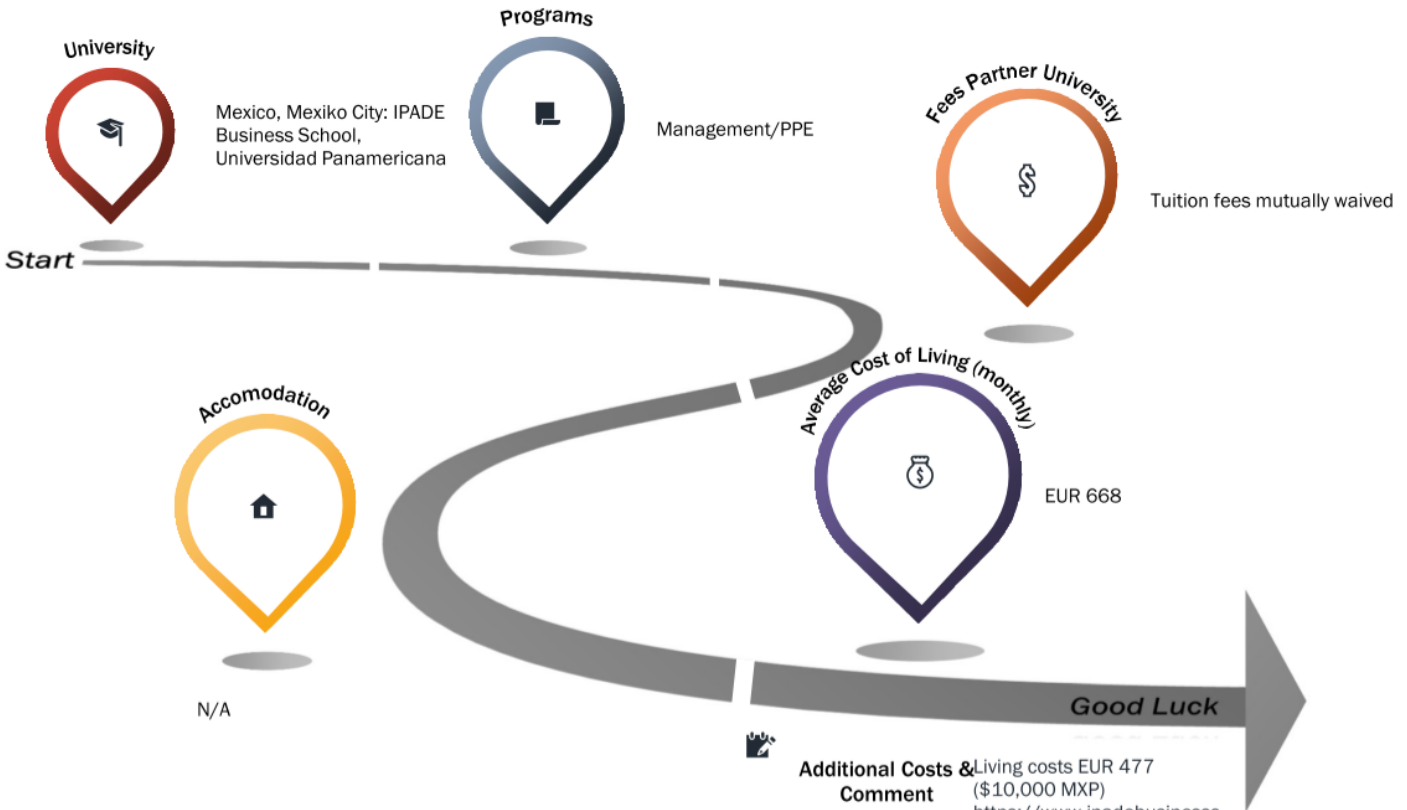 University
Mexico, Mexiko City: IPADE
Business School,
Universidad Panamericana
Programs
Management/PPE
Fees Partner University
Tuition fees mutually waived
Start
Accomodation
N/A
Average Cost of Living (monthly)
EUR 668
Good Luck
Additional Costs &
Comment
Living costs EUR 477
($10,000 MXP)